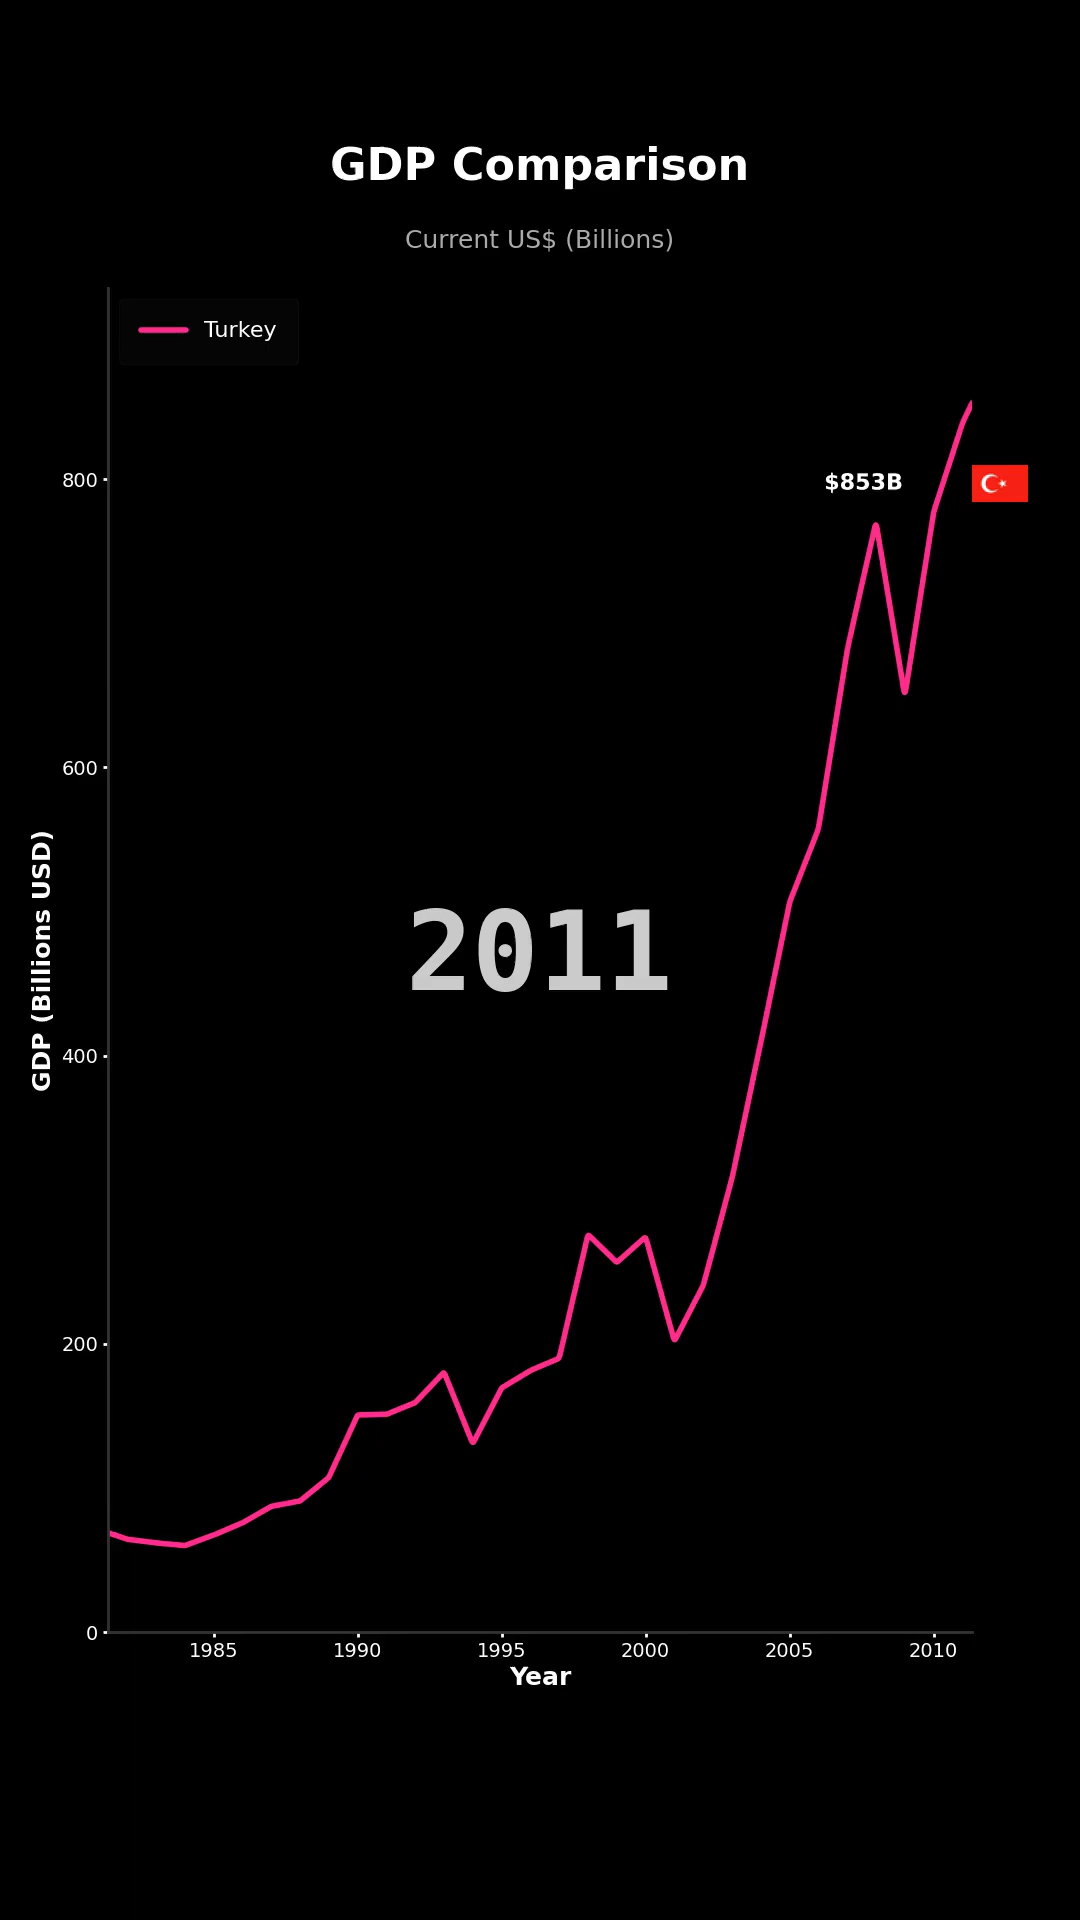 GDP Comparison
Current US$ (Billions)
Turkey
800
$853B
600
GDP (Billions USD)
2011
400
200
0
1985 1990 1995 2000 2005 2010
Year